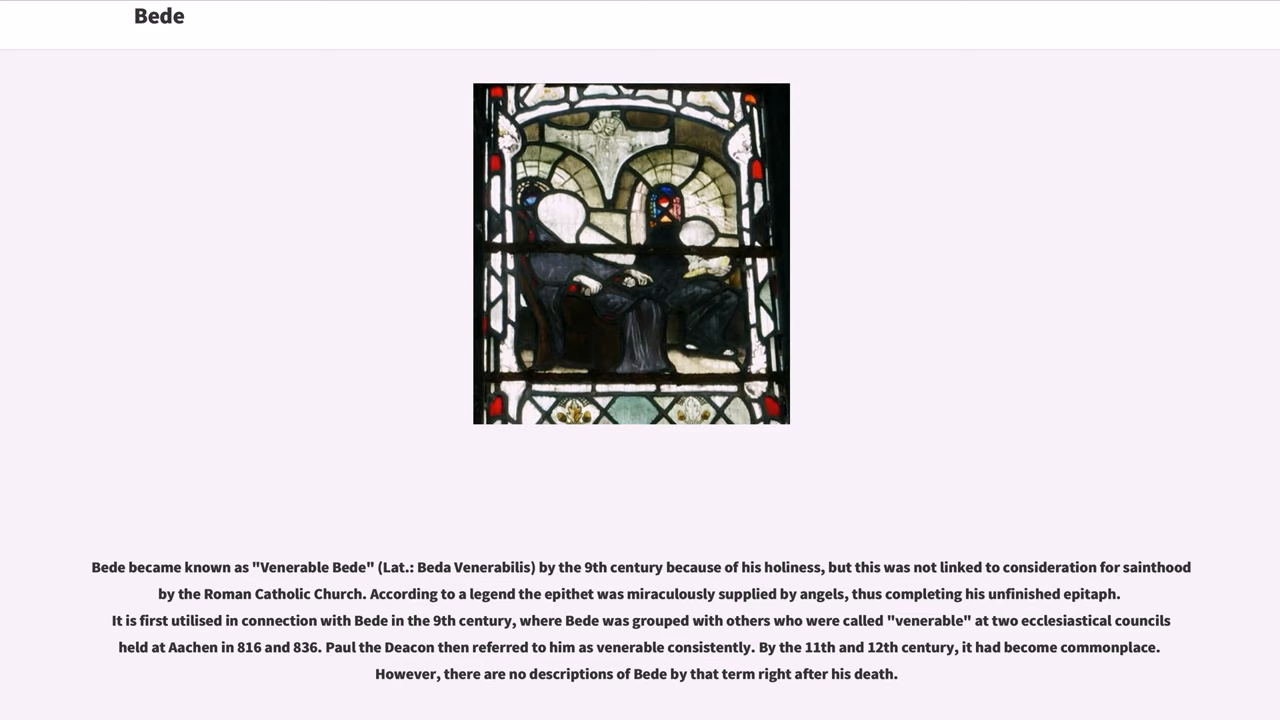 Bede
Bede became known as "Venerable Bede" (Lat.: Beda Venerabilis) by the 9th century because of his holiness, but this was not linked to consideration for sainthood
by the Roman Catholic Church. According to a legend the epithet was miraculously supplied by angels, thus completing his unfinished epitaph.
It is first utilised in connection with Bede in the 9th century, where Bede was grouped with others who were called "venerable" at two ecclesiastical councils
held at Aachen in 816 and 836. Paul the Deacon then referred to him as venerable consistently. By the 11th and 12th century, it had become commonplace.
However, there are no descriptions of Bede by that term right after his death.